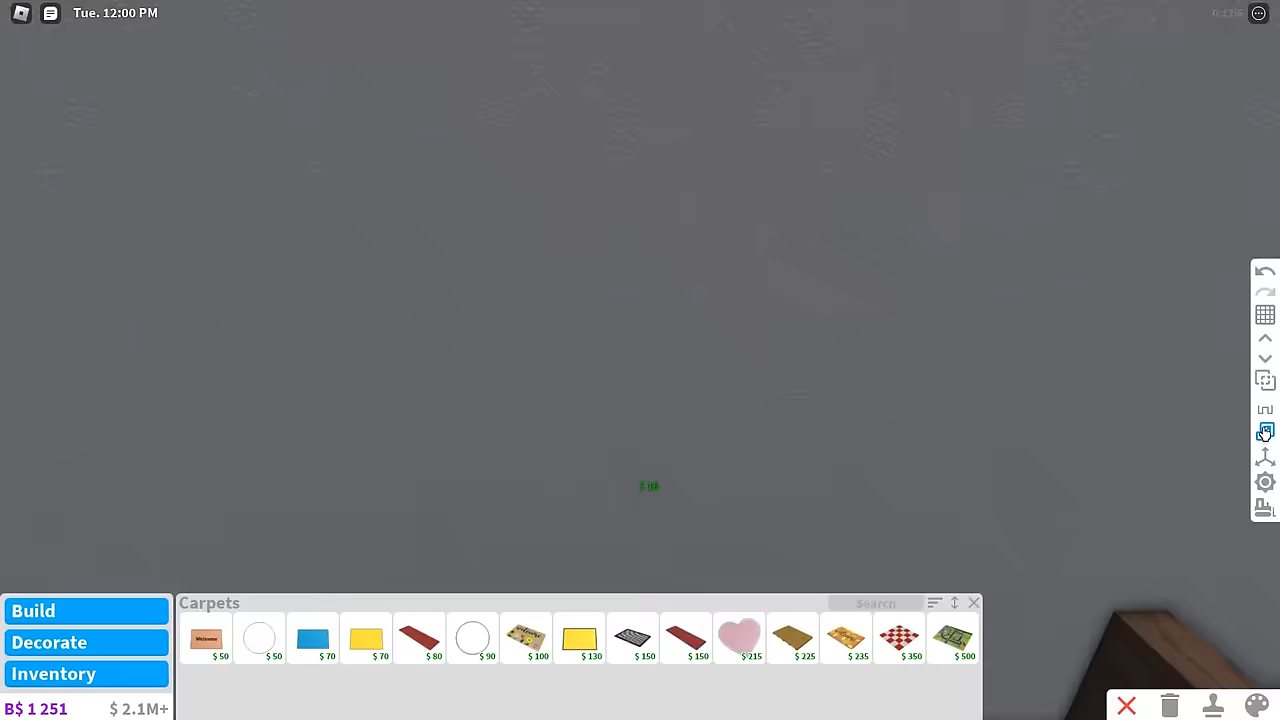 Tue. 12:00 PM
Build
Decorate
Inventory
B$ 1 251 $ 2.1M+
Carpets
Search
Welcome
$ 50 $ 50 $ 70 $ 70 $ 80 $ 90 $ 100 $ 130 $ 150 $ 150 $ 215 $ 225 $ 235 $ 350 $ 500